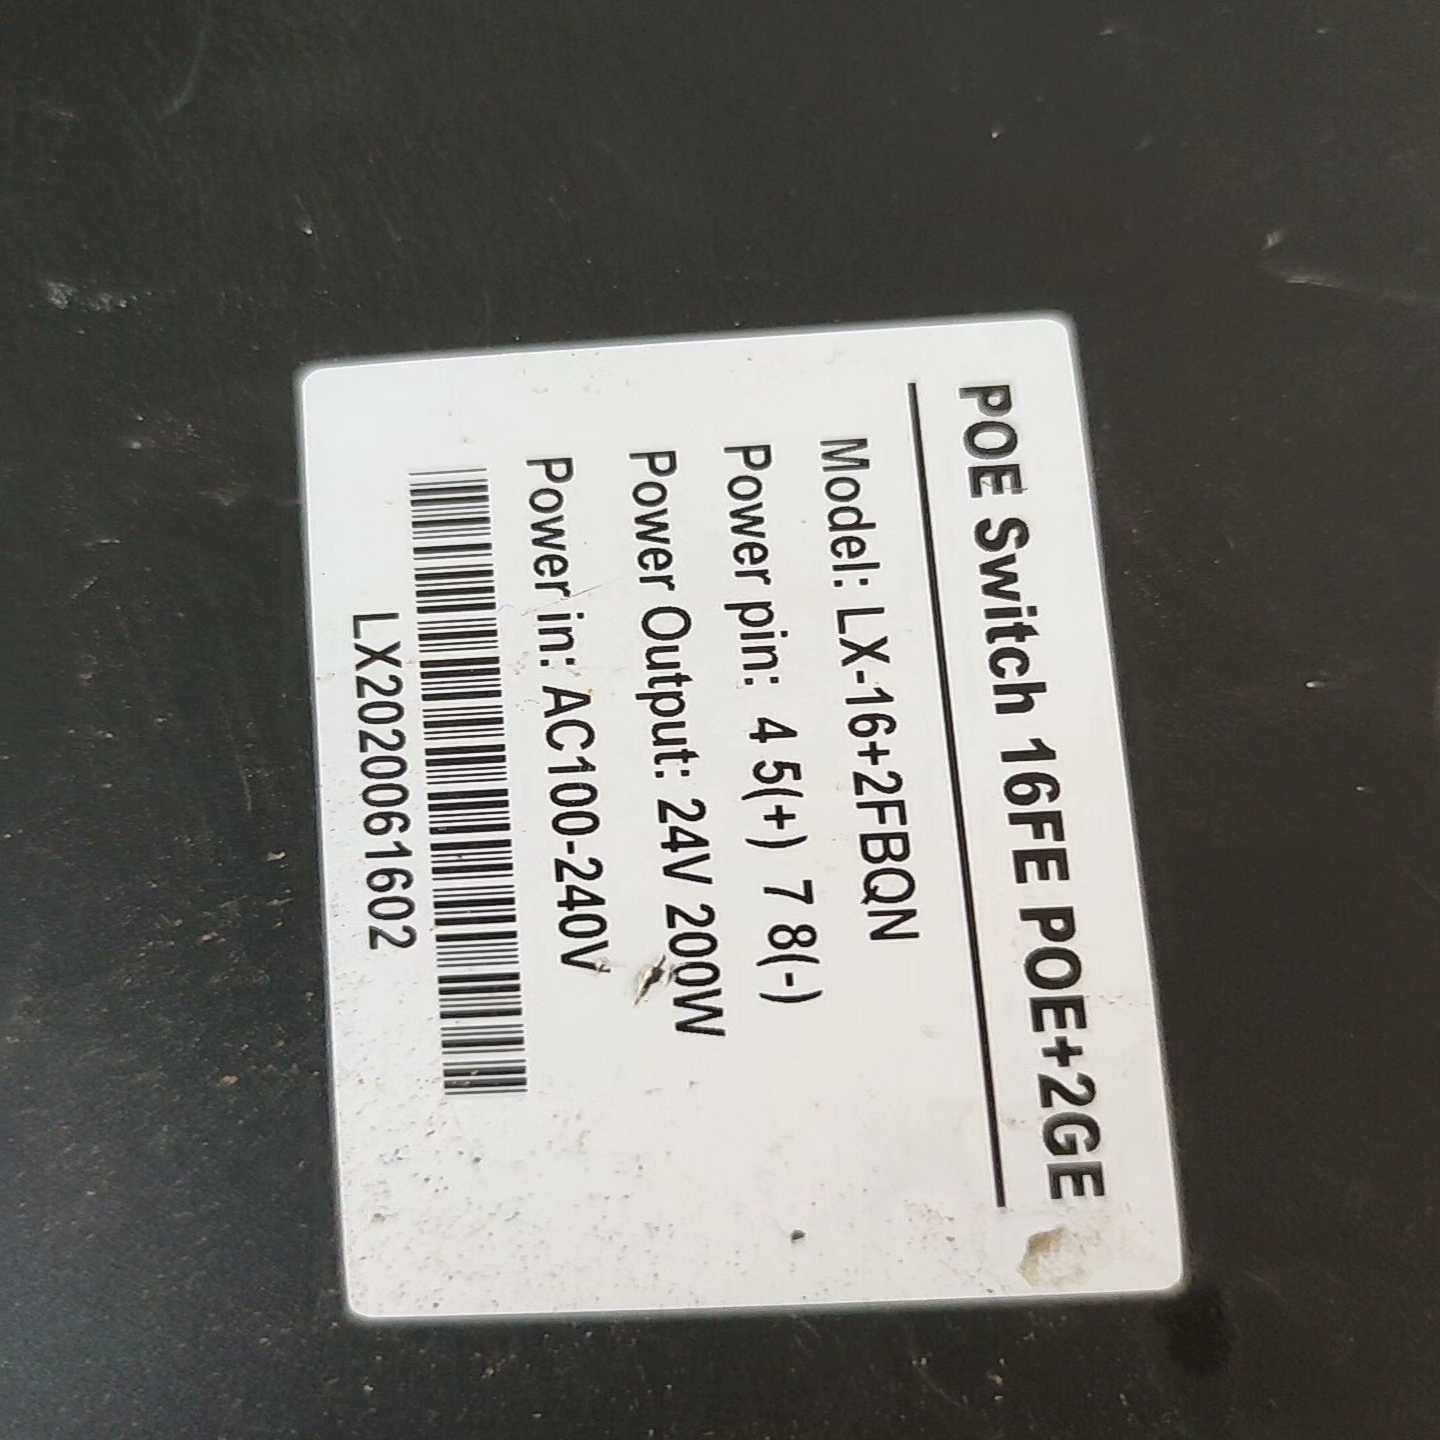 POE Switch 16FE POE+2GE
Model: LX-16+2FBQN
Power pin: 4 5(+) 7 8(-)
Power Output: 24V 200W
Power in: AC100-240V
LX2020061602